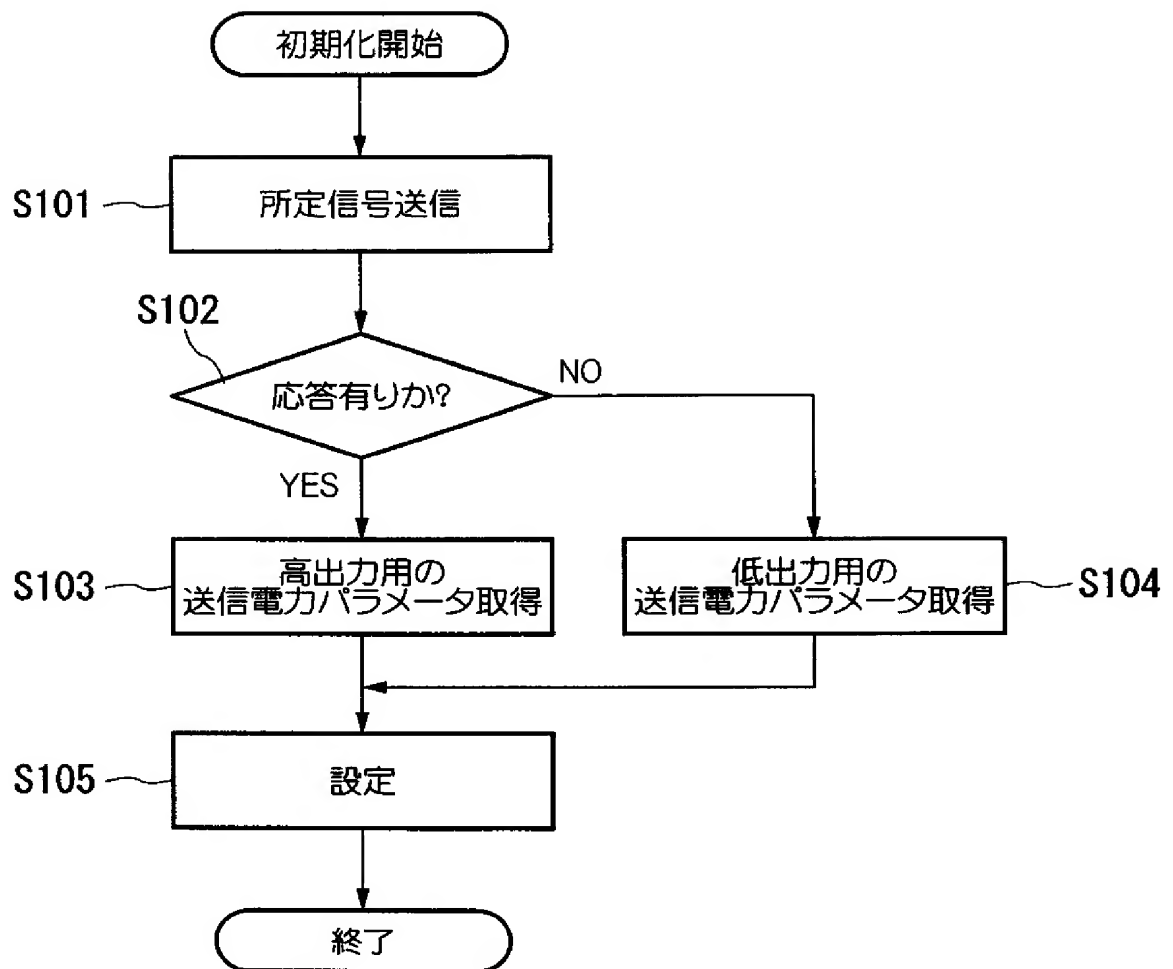 初期化開始
S101
所定信号送信
S102
応答有りか?
NO
YES
S103
高出力用の
送信電力パラメータ取得
低出力用の
送信電力パラメータ取得
S104
S105
設定
終了